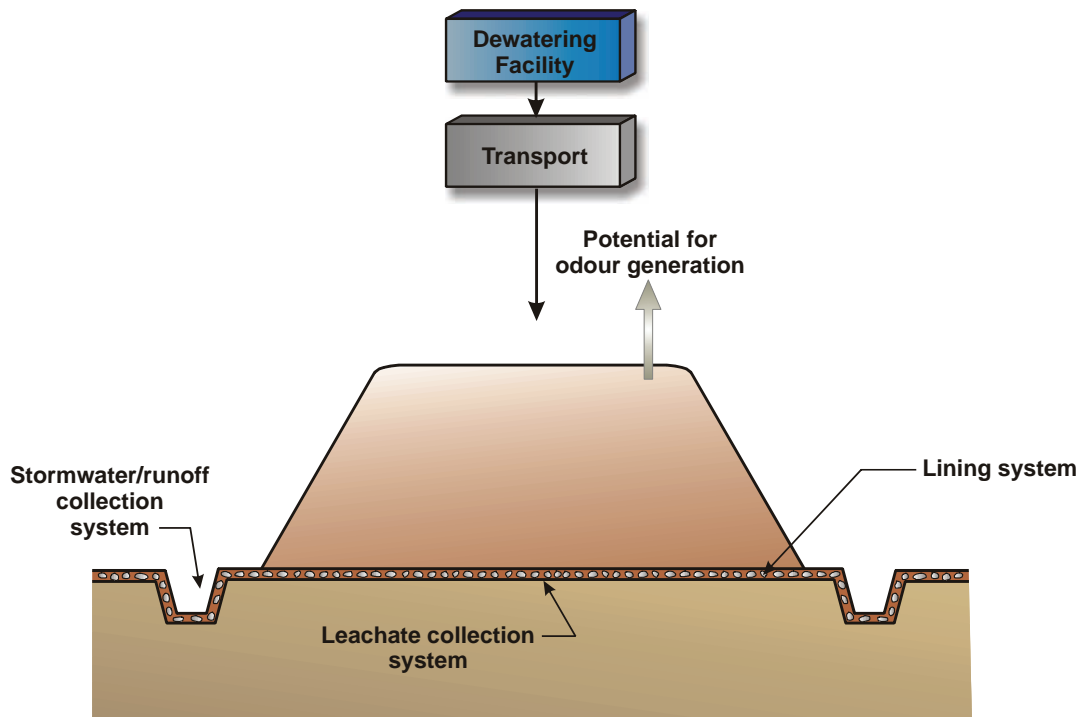 Dewatering
Facility
Transport
Potential for
odour generation
Stormwater/runoff
collection
system
Lining system
Leachate collection
system